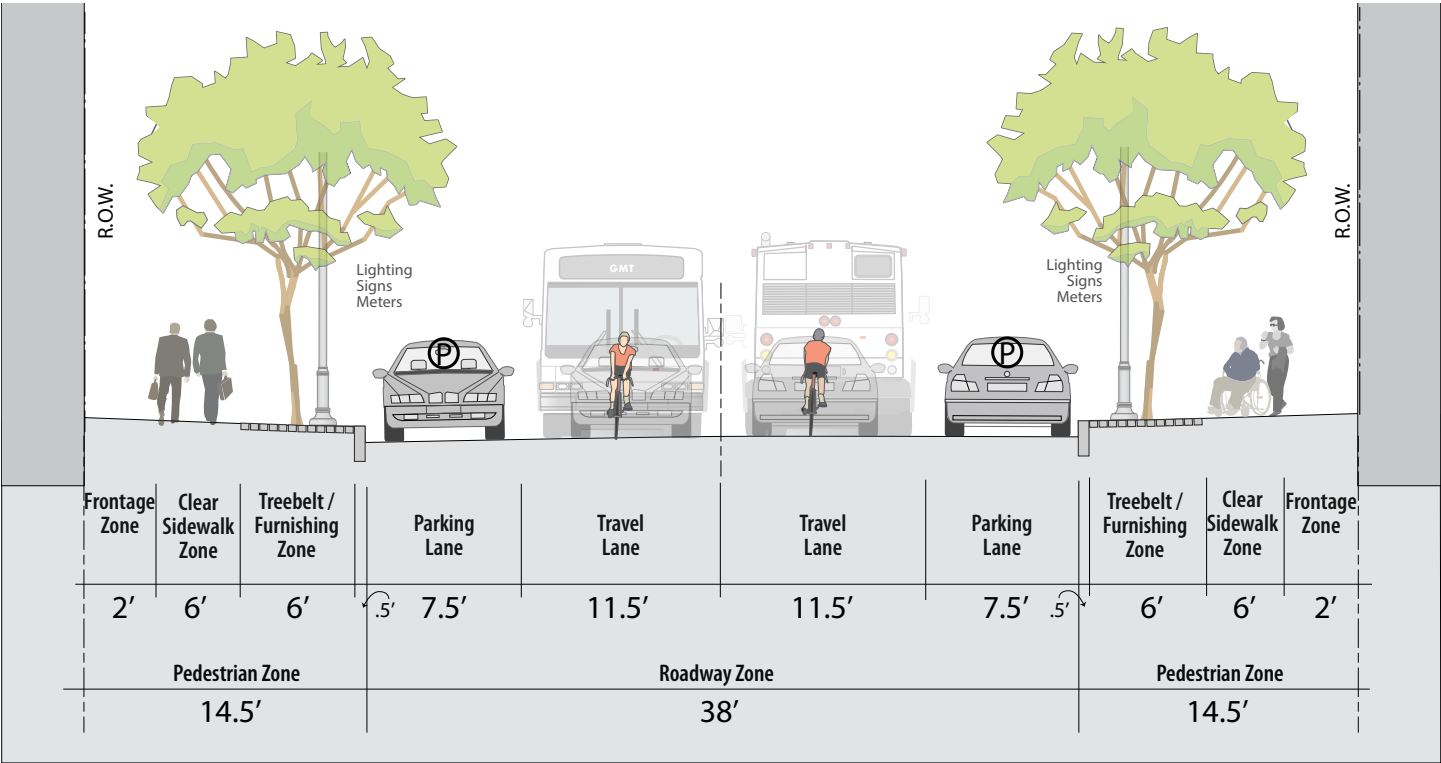 R.O.W.
R.O.W.
Lighting
Signs
Meters
GMT
Lighting
Signs
Meters
P
P
Frontage
Zone
Clear
Sidewalk
Zone
Treebelt /
Furnishing
Zone
Parking
Lane
Travel
Lane
Travel
Lane
Parking
Lane
Treebelt /
Furnishing
Zone
Clear
Sidewalk
Zone
Frontage
Zone
2’ 6’ 6’ .5’ 7.5’ 11.5’ 11.5’ 7.5’ .5’ 6’ 6’ 2’
Pedestrian Zone Roadway Zone Pedestrian Zone
14.5’ 38’ 14.5’